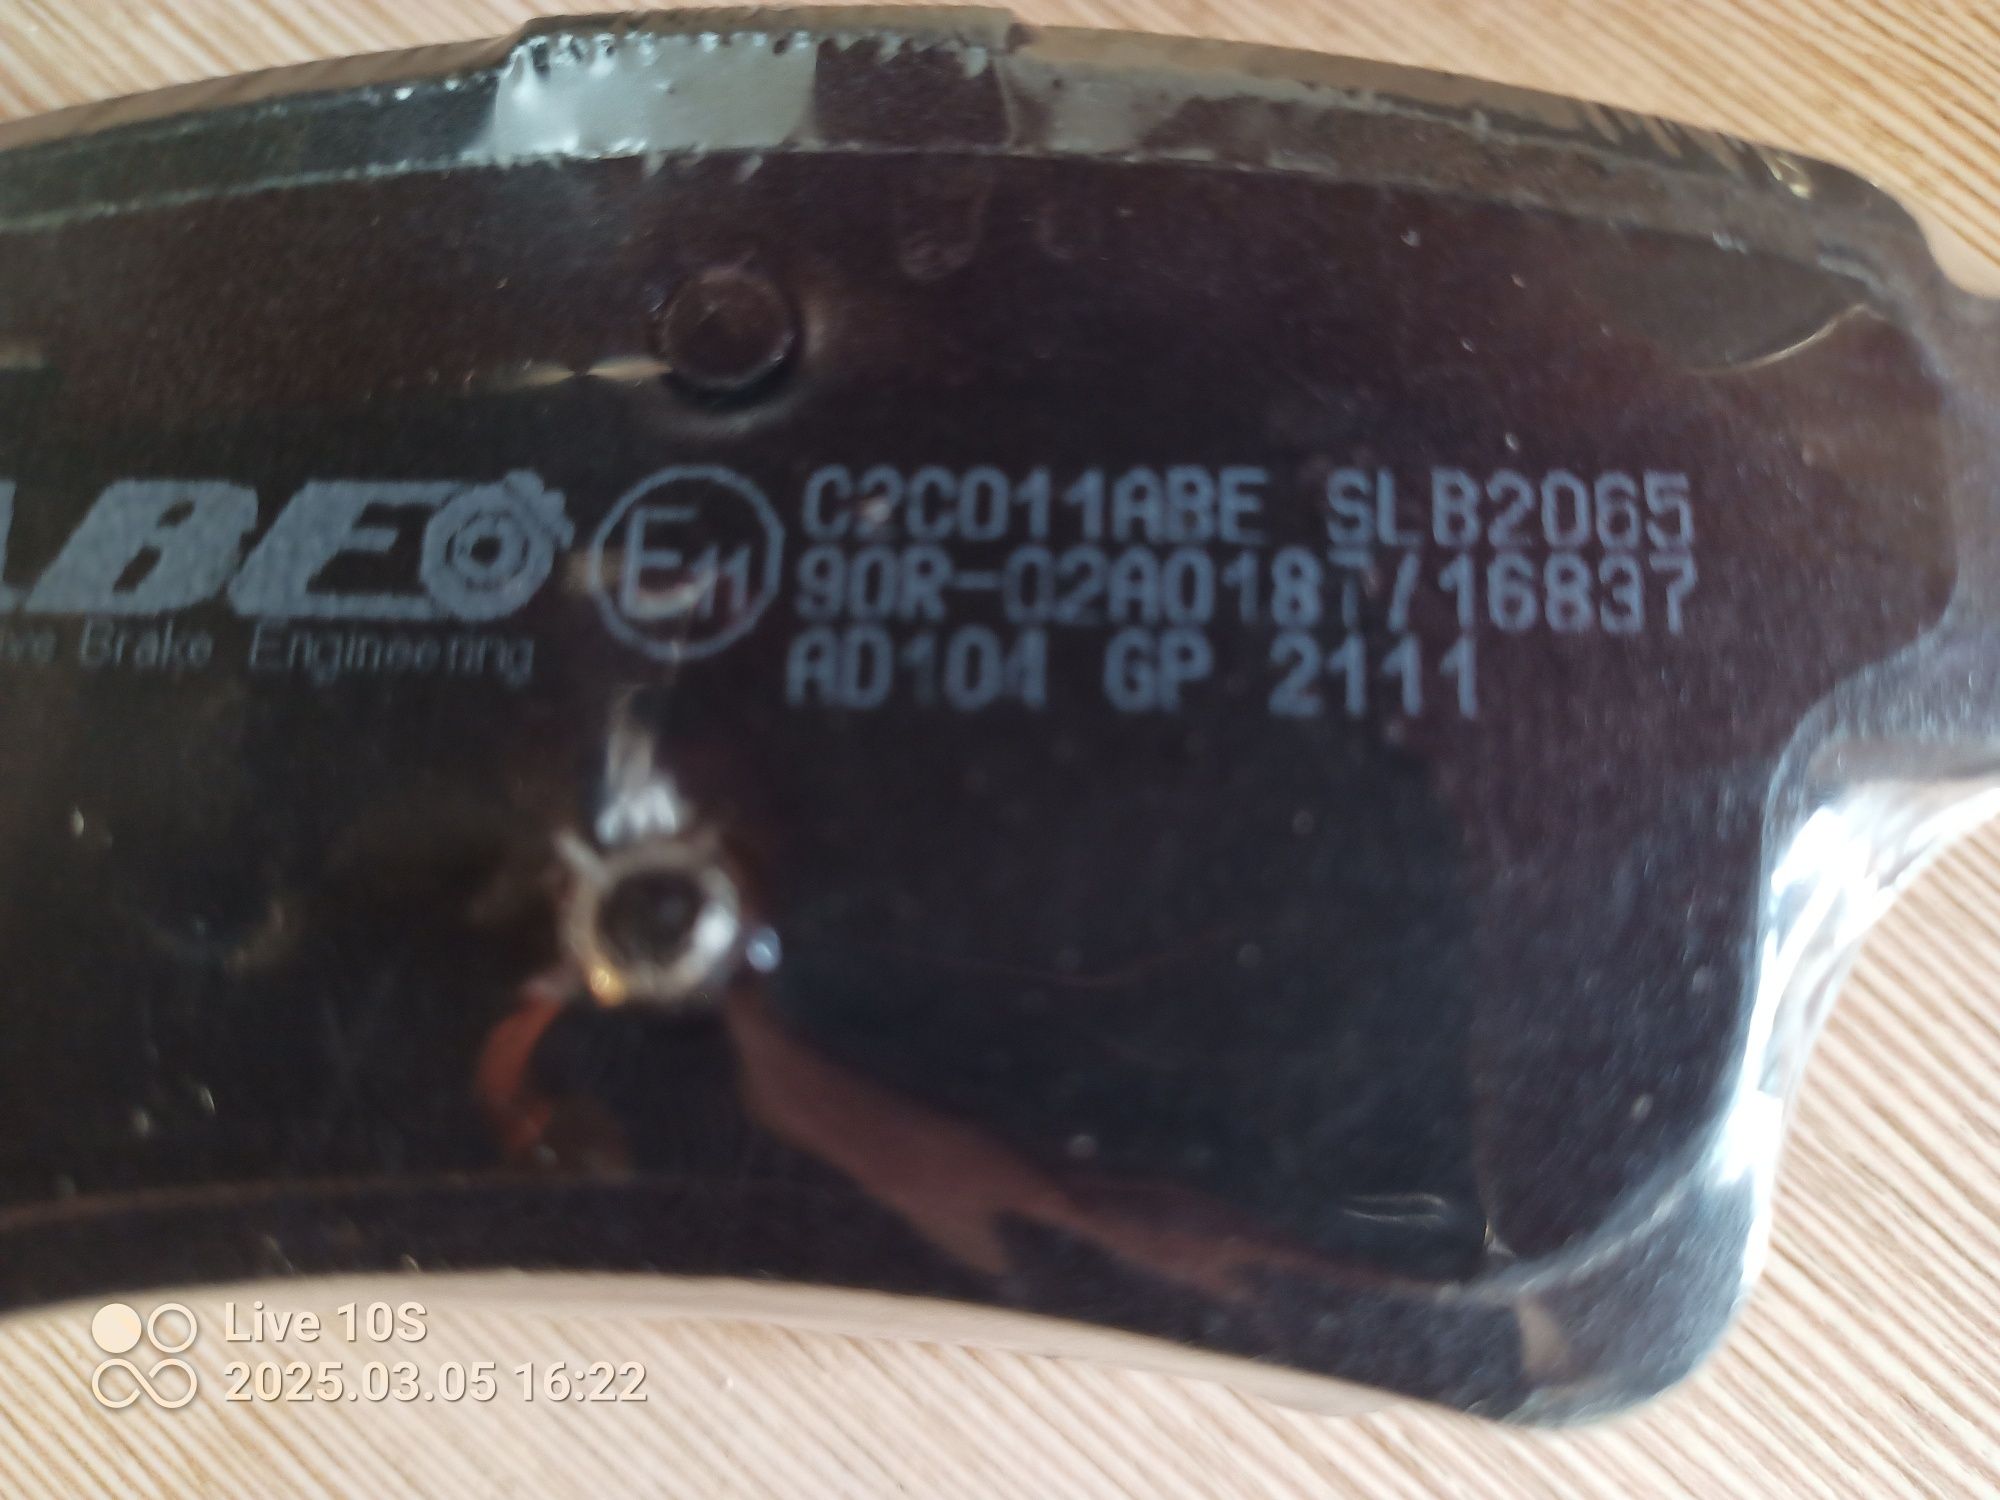 ABE
ive Brake Engineering
E11
C2C011ABE SLB2065
90R-02A0187/16837
AD104 GP 2111
Live 10S
2025.03.05 16:22